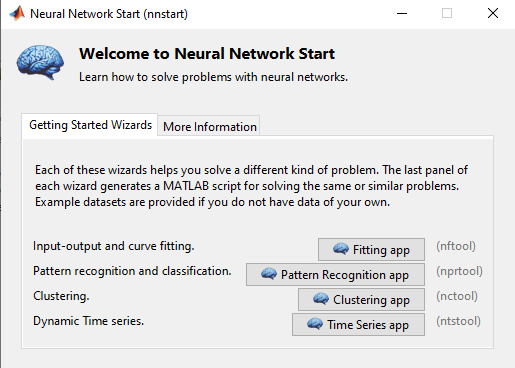 Neural Network Start (nnstart)
Welcome to Neural Network Start
Learn how to solve problems with neural networks.
Getting Started Wizards More Information
Each of these wizards helps you solve a different kind of problem. The last panel of
each wizard generates a MATLAB script for solving the same or similar problems.
Example datasets are provided if you do not have data of your own.
Input-output and curve fitting. Fitting app (nftool)
Pattern recognition and classification. Pattern Recognition app (nprtool)
Clustering. Clustering app (nctool)
Dynamic Time series. Time Series app (ntstool)